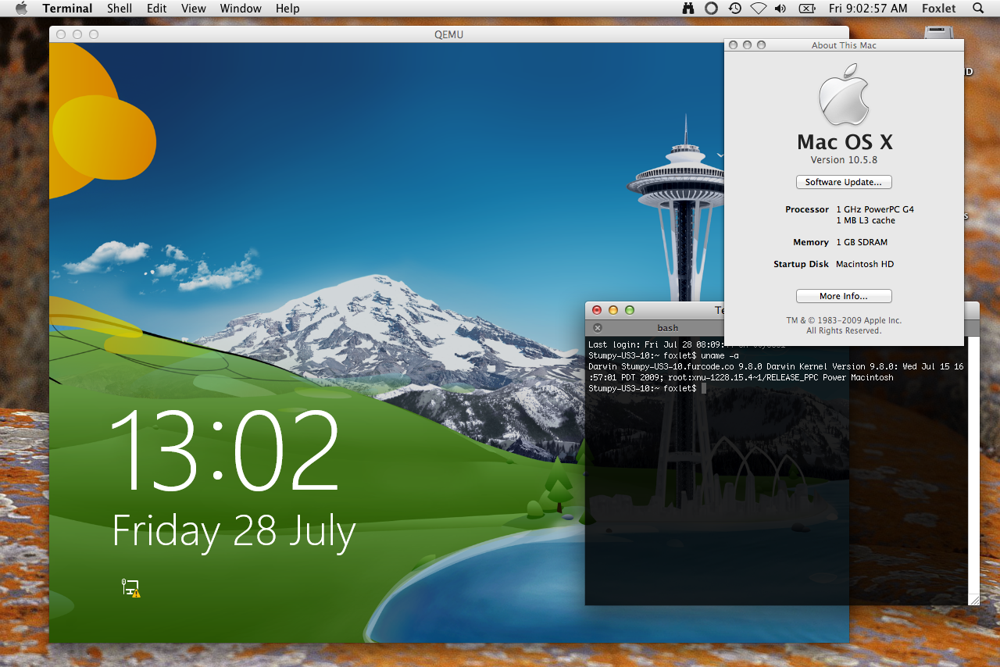 Terminal Shell Edit View Window Help Fri 9:02:57 AM Foxlet
QEMU
About This Mac
Mac OS X
Version 10.5.8
Software Update...
Processor 1 GHz PowerPC G4
1 MB L3 cache
Memory 1 GB SDRAM
Startup Disk Macintosh HD
More Info...
TM & © 1983-2009 Apple Inc.
All Rights Reserved.
bash
Last login: Fri Jul 28 08:09:
Stumpy-US3-10:~ foxlet$ uname -a
Darwin Stumpy-US3-10.furcode.co 9.8.0 Darwin Kernel Version 9.8.0: Wed Jul 15 16
:57:01 PDT 2009; root:xnu-1228.15.4~1/RELEASE_PPC Power Macintosh
Stumpy-US3-10:~ foxlet$
13:02
Friday 28 July